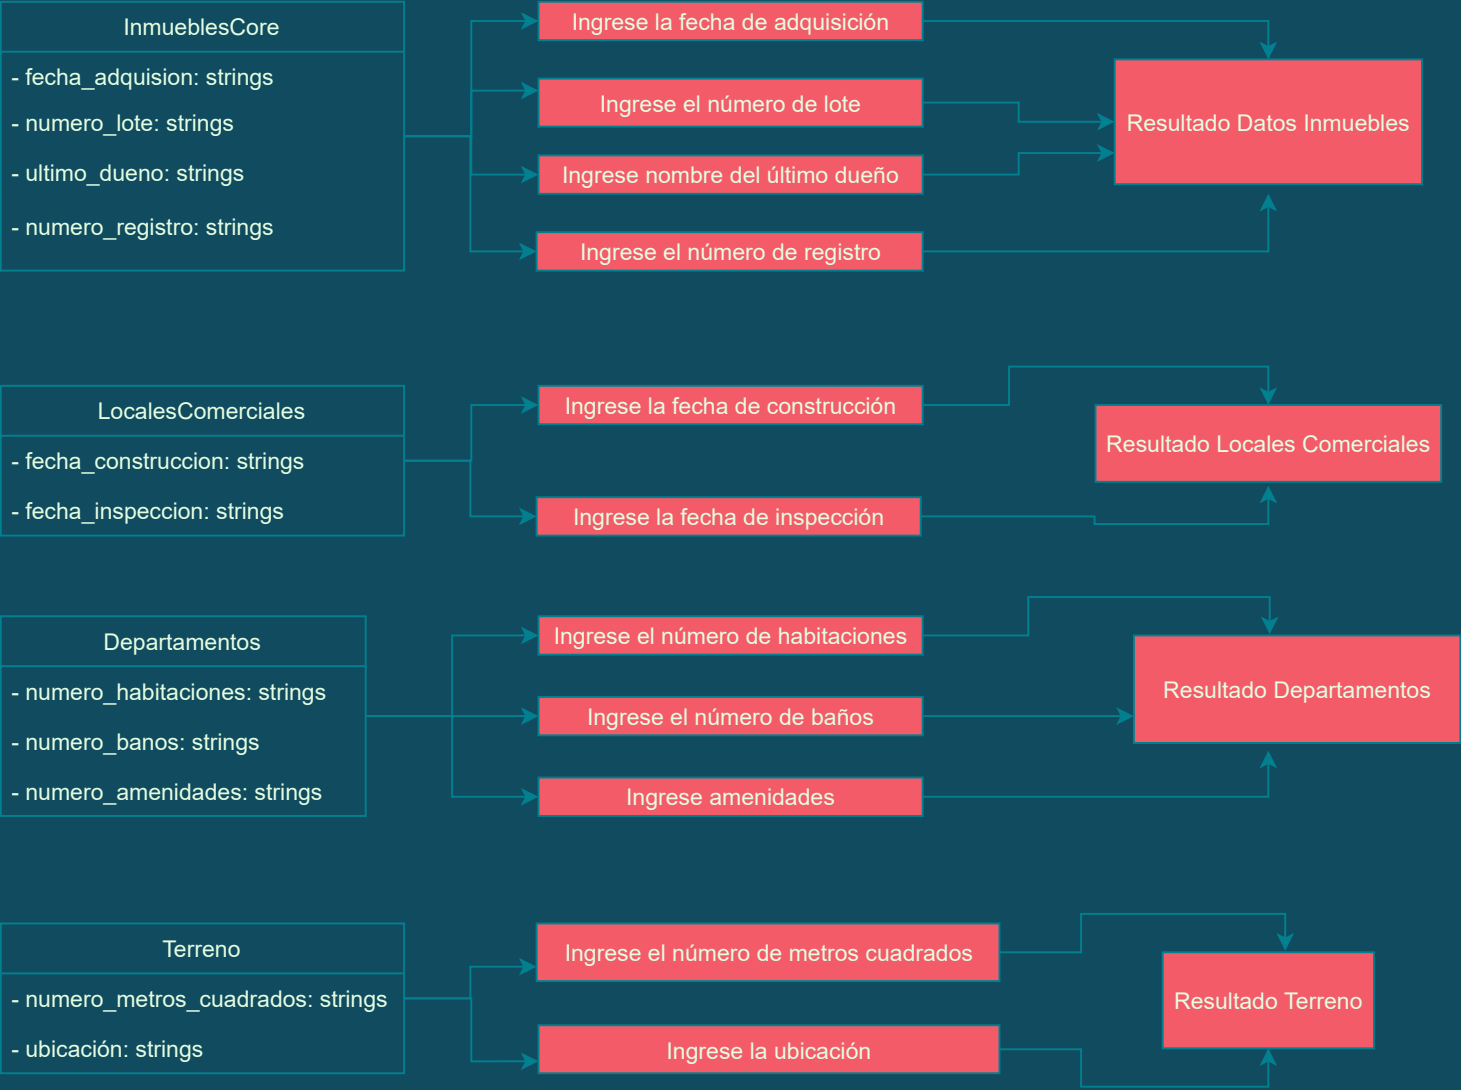 InmueblesCore
- fecha_adquision: strings
- numero_lote: strings
- ultimo_dueno: strings
- numero_registro: strings
Ingrese la fecha de adquisición
Ingrese el número de lote
Ingrese nombre del último dueño
Ingrese el número de registro
Resultado Datos Inmuebles
LocalesComerciales
- fecha_construccion: strings
- fecha_inspeccion: strings
Ingrese la fecha de construcción
Ingrese la fecha de inspección
Resultado Locales Comerciales
Departamentos
- numero_habitaciones: strings
- numero_banos: strings
- numero_amenidades: strings
Ingrese el número de habitaciones
Ingrese el número de baños
Ingrese amenidades
Resultado Departamentos
Terreno
- numero_metros_cuadrados: strings
- ubicación: strings
Ingrese el número de metros cuadrados
Ingrese la ubicación
Resultado Terreno